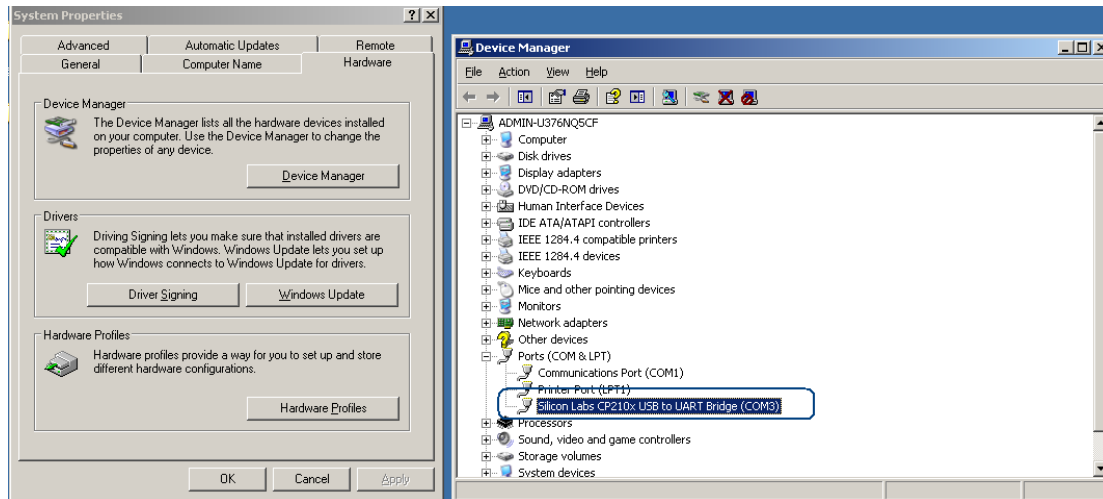 System Properties
Advanced
Automatic Updates
Remote
General
Computer Name
Hardware
Device Manager
The Device Manager lists all the hardware devices installed
on your computer. Use the Device Manager to change the
properties of any device.
Device Manager
Drivers
Driving Signing lets you make sure that installed drivers are
compatible with Windows. Windows Update lets you set up
how Windows connects to Windows Update for drivers.
Driver Signing
Windows Update
Hardware Profiles
Hardware profiles provide a way for you to set up and store
different hardware configurations.
Hardware Profiles
OK
Cancel
Apply
Device Manager
File Action View Help
ADMIN-U376NQ5CF
Computer
Disk drives
Display adapters
DVD/CD-ROM drives
Human Interface Devices
IDE ATA/ATAPI controllers
IEEE 1284.4 compatible printers
IEEE 1284.4 devices
Keyboards
Mice and other pointing devices
Monitors
Network adapters
Other devices
Ports (COM & LPT)
Communications Port (COM1)
Printer Port (LPT1)
Silicon Labs CP210x USB to UART Bridge (COM3)
Processors
Sound, video and game controllers
Storage volumes
System devices